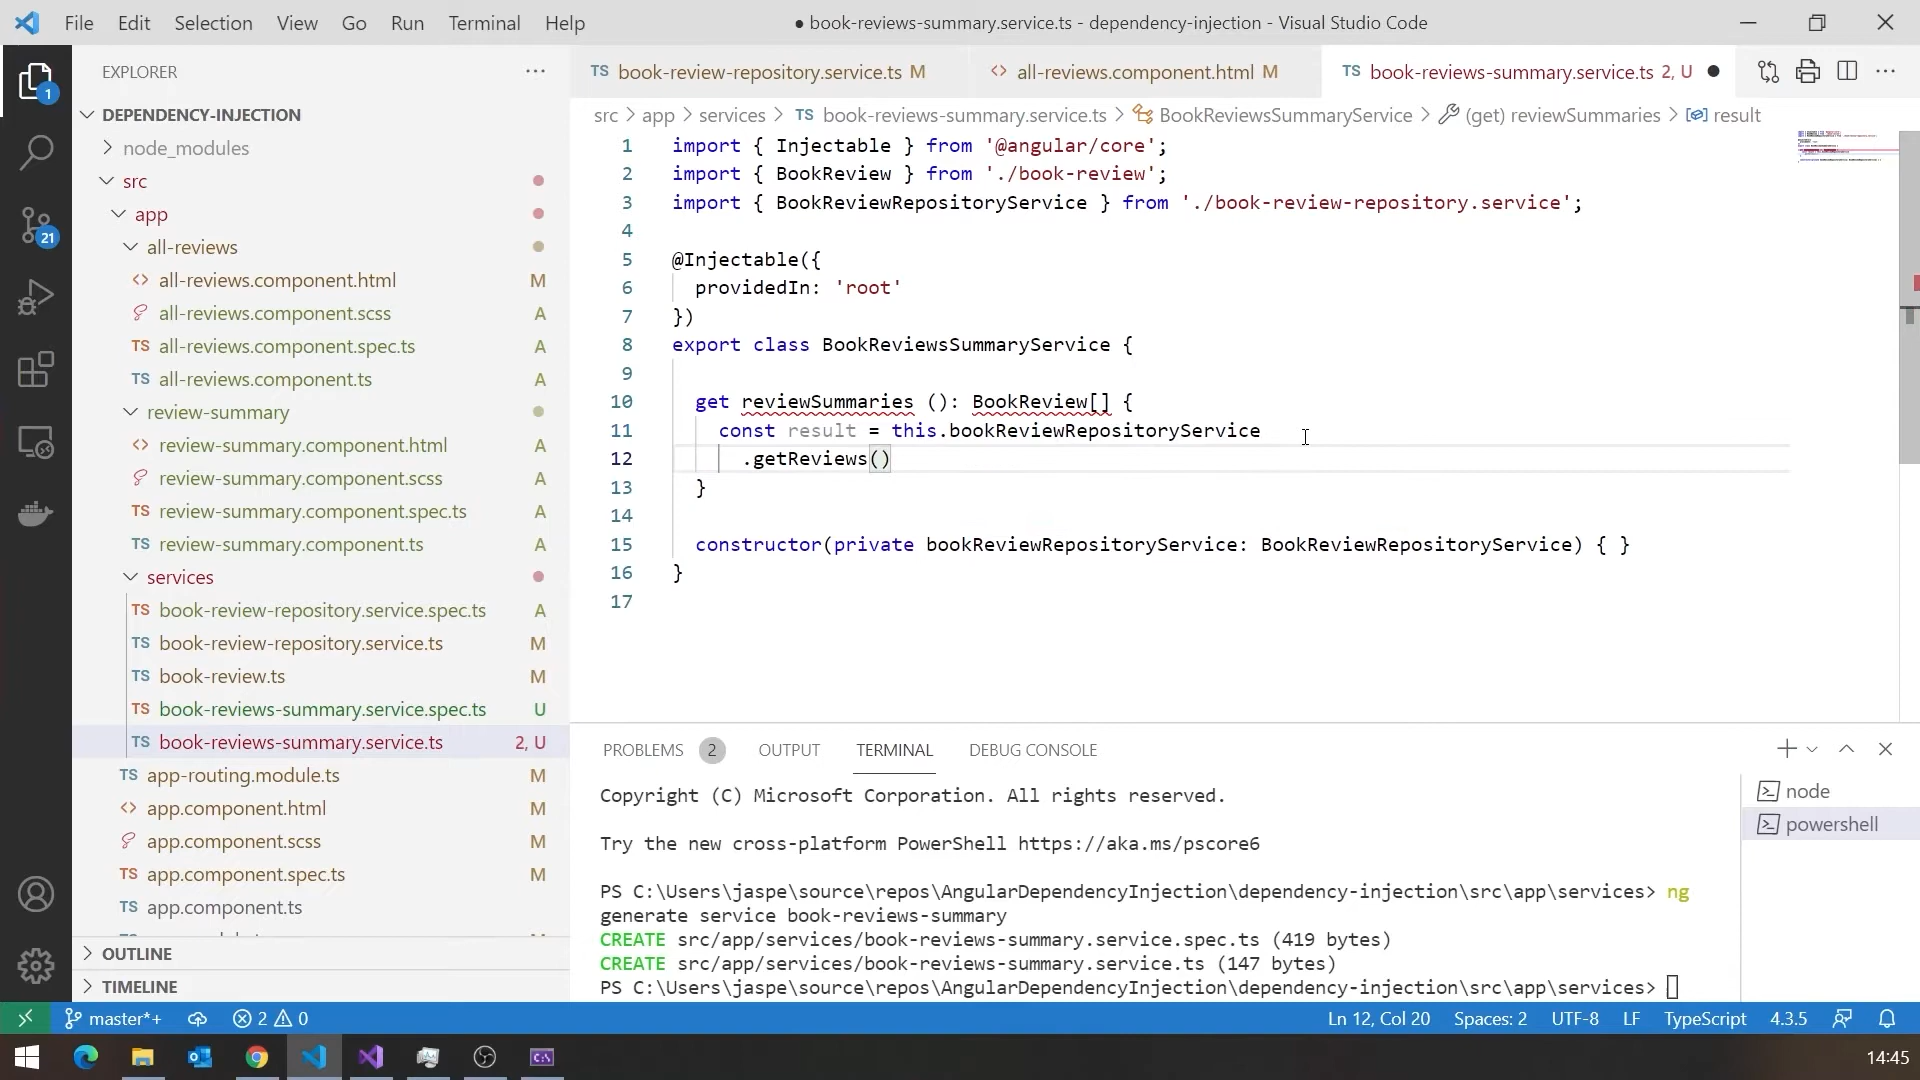 File Edit Selection View Go Run Terminal Help
● book-reviews-summary.service.ts - dependency-injection - Visual Studio Code
EXPLORER
TS book-review-repository.service.ts M
<> all-reviews.component.html M
TS book-reviews-summary.service.ts 2, U
src > app > services > TS book-reviews-summary.service.ts > BookReviewsSummaryService > (get) reviewSummaries > result
1
21
DEPENDENCY-INJECTION
node_modules
src
app
all-reviews
<> all-reviews.component.html M
all-reviews.component.scss A
TS all-reviews.component.spec.ts A
TS all-reviews.component.ts A
review-summary
<> review-summary.component.html A
review-summary.component.scss A
TS review-summary.component.spec.ts A
TS review-summary.component.ts A
services
TS book-review-repository.service.spec.ts A
TS book-review-repository.service.ts M
TS book-review.ts M
TS book-reviews-summary.service.spec.ts U
TS book-reviews-summary.service.ts 2, U
TS app-routing.module.ts M
<> app.component.html M
app.component.scss M
TS app.component.spec.ts M
TS app.component.ts
OUTLINE
TIMELINE
1 import { Injectable } from '@angular/core';
2 import { BookReview } from './book-review';
3 import { BookReviewRepositoryService } from './book-review-repository.service';
4
5 @Injectable({
6 providedIn: 'root'
7 })
8 export class BookReviewsSummaryService {
9
10 get reviewSummaries (): BookReview[] {
11 const result = this.bookReviewRepositoryService
12 .getReviews()
13 }
14
15 constructor(private bookReviewRepositoryService: BookReviewRepositoryService) { }
16 }
17
PROBLEMS 2 OUTPUT TERMINAL DEBUG CONSOLE
Copyright (C) Microsoft Corporation. All rights reserved.
Try the new cross-platform PowerShell https://aka.ms/pscore6
PS C:\Users\jaspe\source\repos\AngularDependencyInjection\dependency-injection\src\app\services> ng
generate service book-reviews-summary
CREATE src/app/services/book-reviews-summary.service.spec.ts (419 bytes)
CREATE src/app/services/book-reviews-summary.service.ts (147 bytes)
PS C:\Users\jaspe\source\repos\AngularDependencyInjection\dependency-injection\src\app\services>
node
powershell
master*+ 2 0 Ln 12, Col 20 Spaces: 2 UTF-8 LF TypeScript 4.3.5
14:45